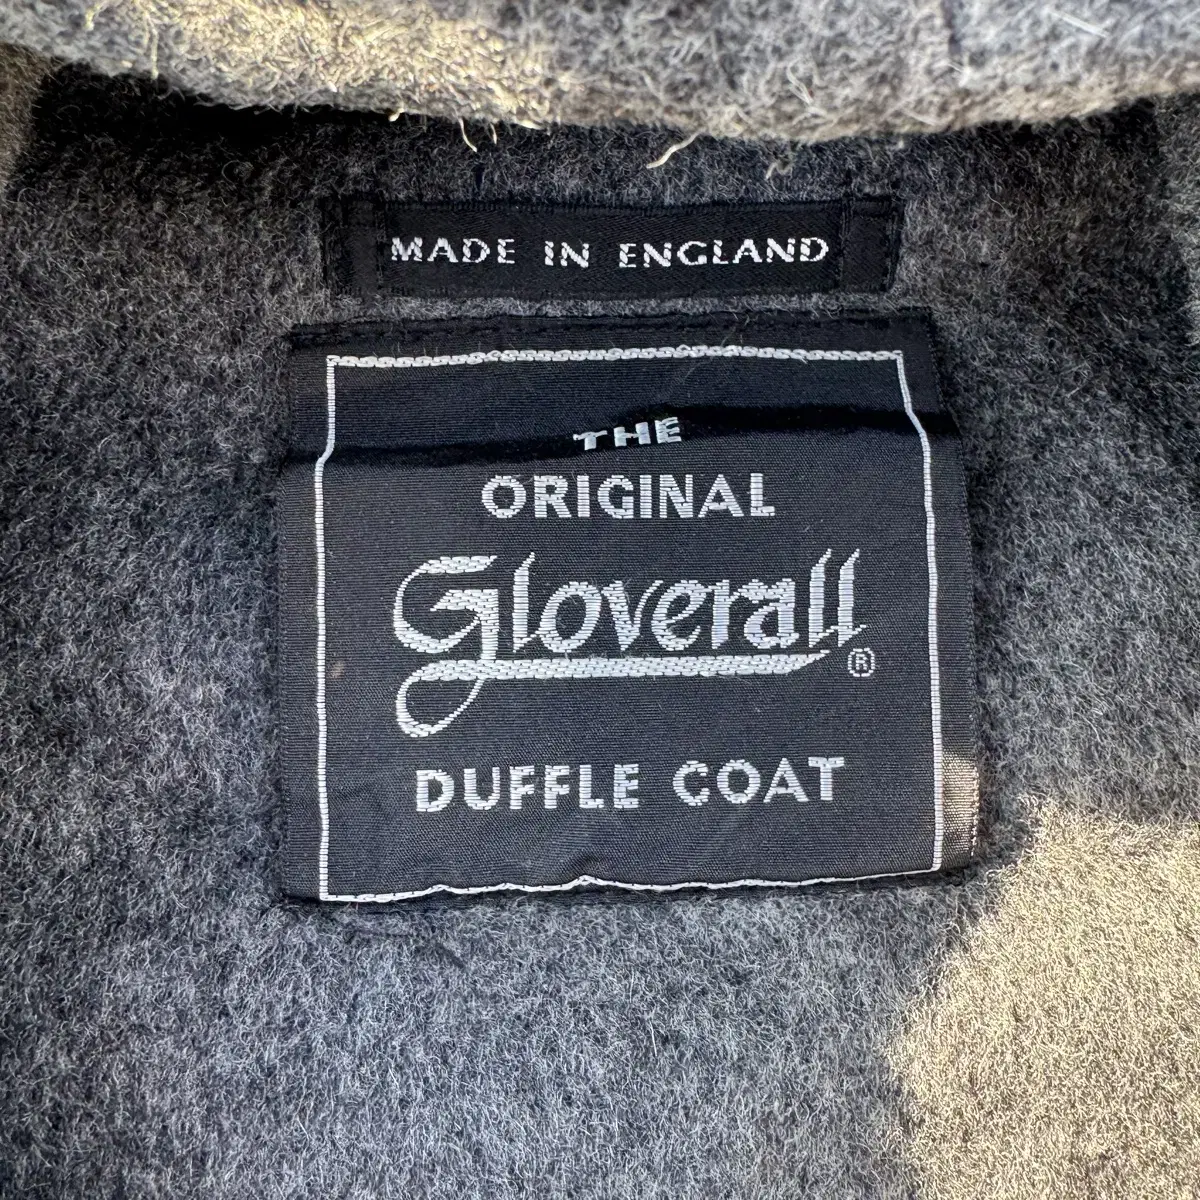 MADE IN ENGLAND
THE
ORIGINAL
Gloverall®
DUFFLE COAT